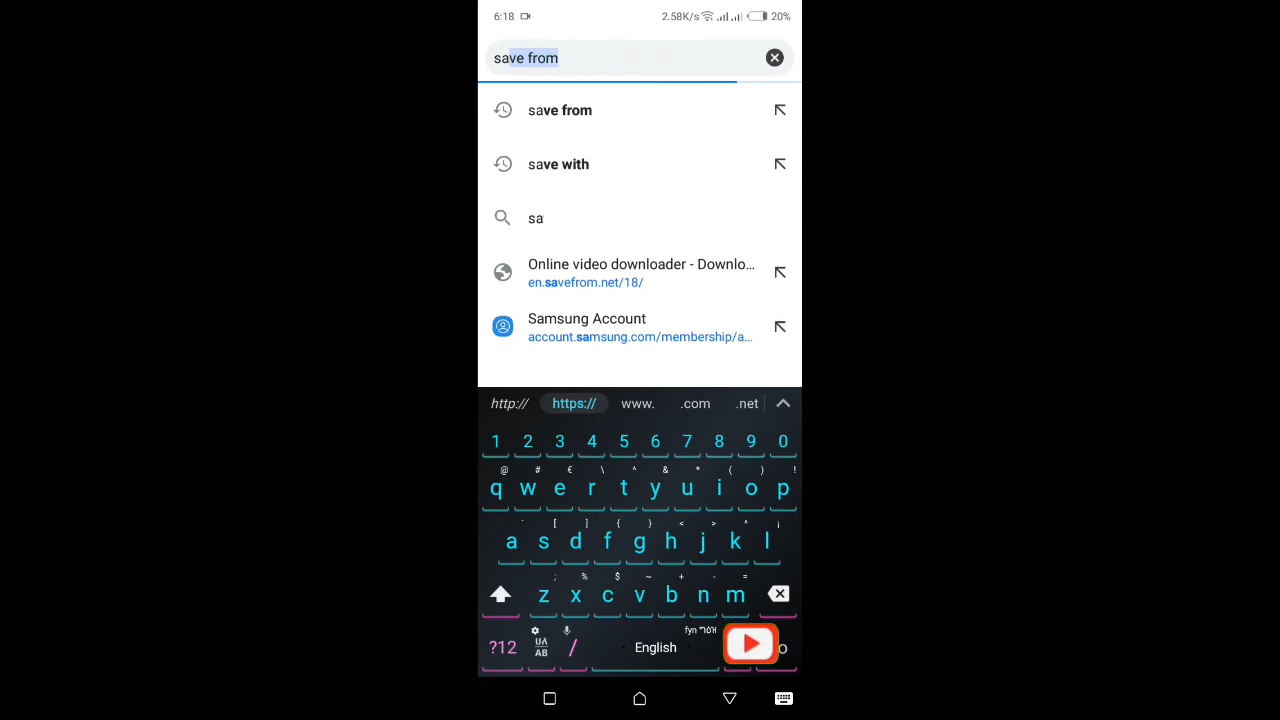 6:18 2.58K/s 20%
save from
save from
save with
sa
Online video downloader - Downlo...
en.savefrom.net/18/
Samsung Account
account.samsung.com/membership/a...
http:// https:// www. .com .net
1 2 3 4 5 6 7 8 9 0
@ # € \ ^ & * ( ) !
q w e r t y u i o p
[ ] { } < >
a s d f g h j k l
; % $ ~ + - =
z x c v b n m
?12 AB / English o